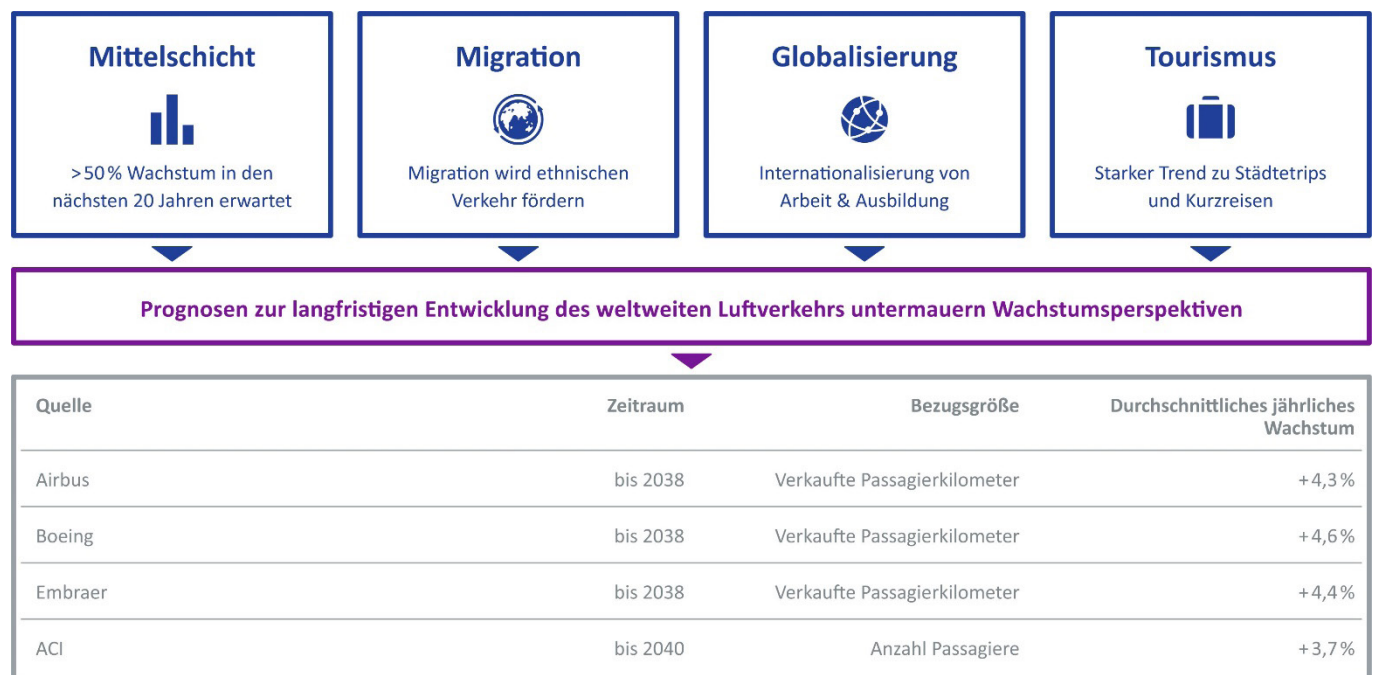 Mittelschicht
>50% Wachstum in den
nächsten 20 Jahren erwartet
Migration
Migration wird ethnischen
Verkehr fördern
Globalisierung
Internationalisierung von
Arbeit & Ausbildung
Tourismus
Starker Trend zu Städtetrips
und Kurzreisen
Prognosen zur langfristigen Entwicklung des weltweiten Luftverkehrs untermauern Wachstumsperspektiven
Quelle Zeitraum Bezugsgröße Durchschnittliches jährliches
Wachstum
Airbus bis 2038 Verkaufte Passagierkilometer +4,3%
Boeing bis 2038 Verkaufte Passagierkilometer +4,6%
Embraer bis 2038 Verkaufte Passagierkilometer +4,4%
ACI bis 2040 Anzahl Passagiere +3,7%